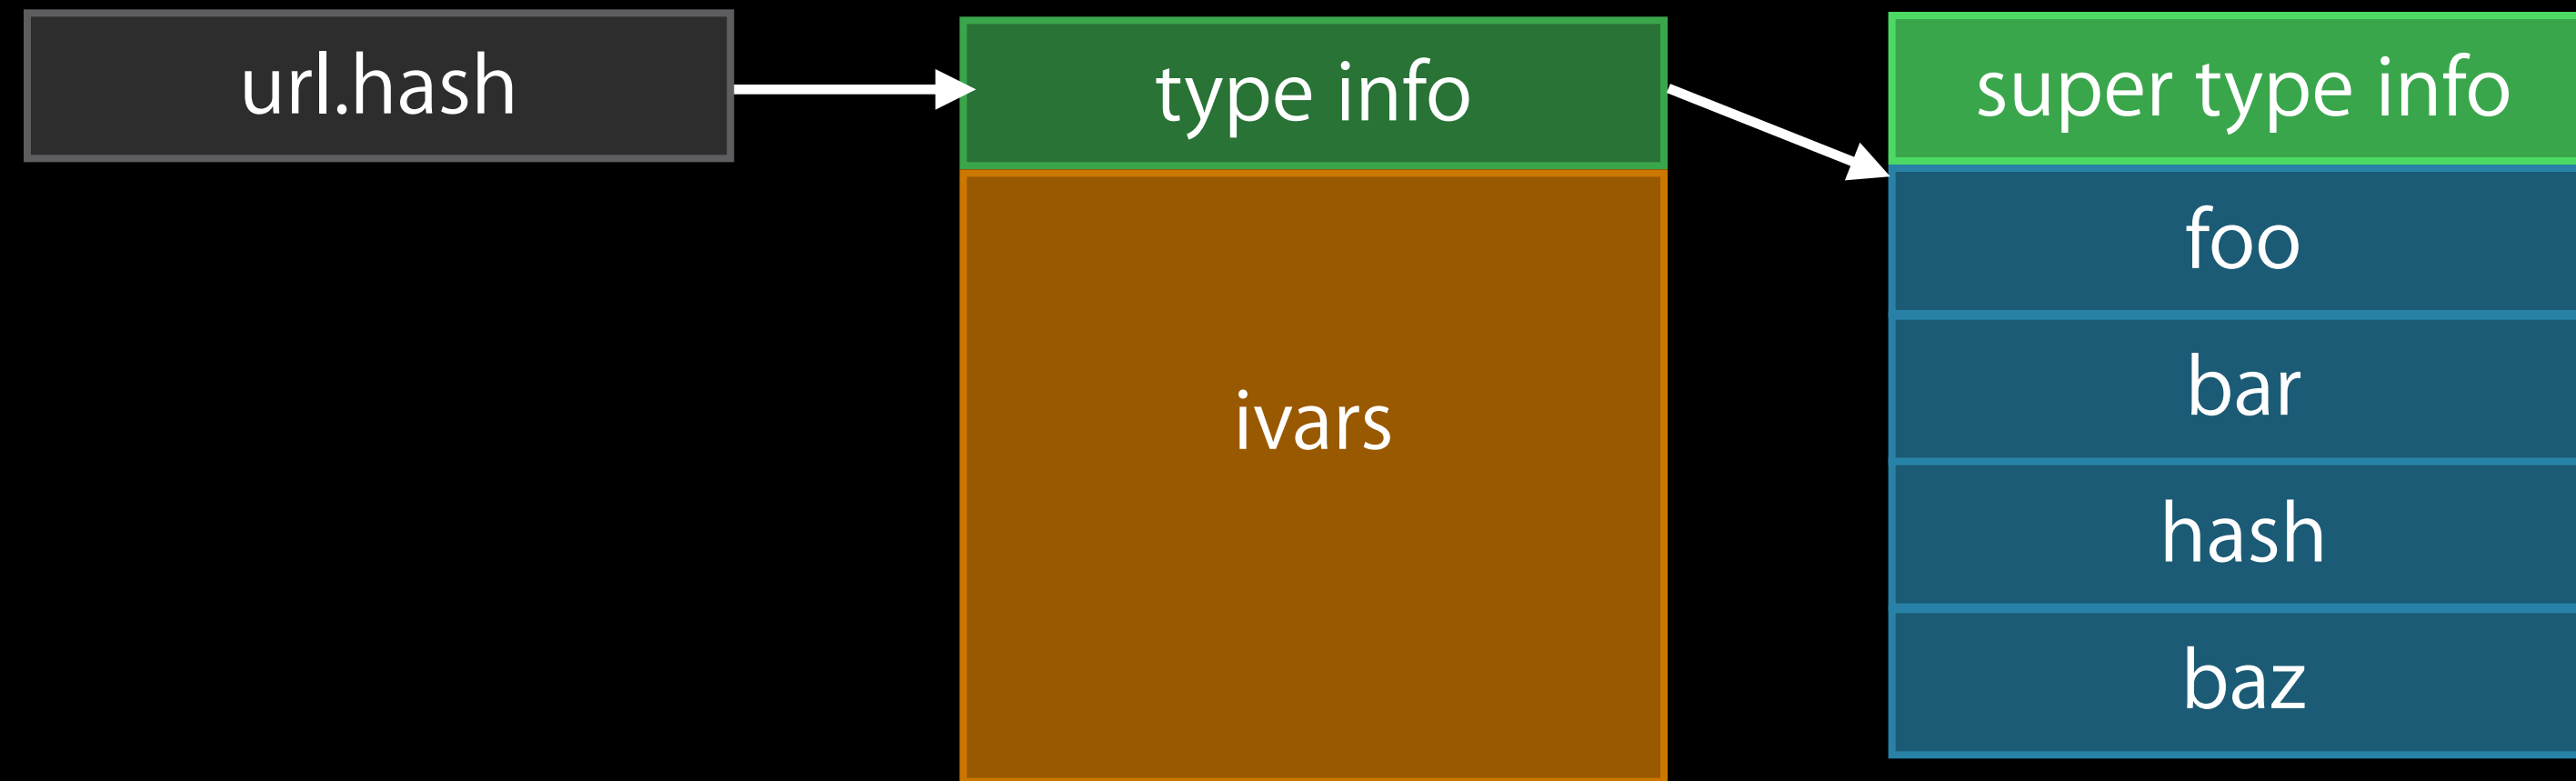 url.hash
type info
ivars
super type info
foo
bar
hash
baz